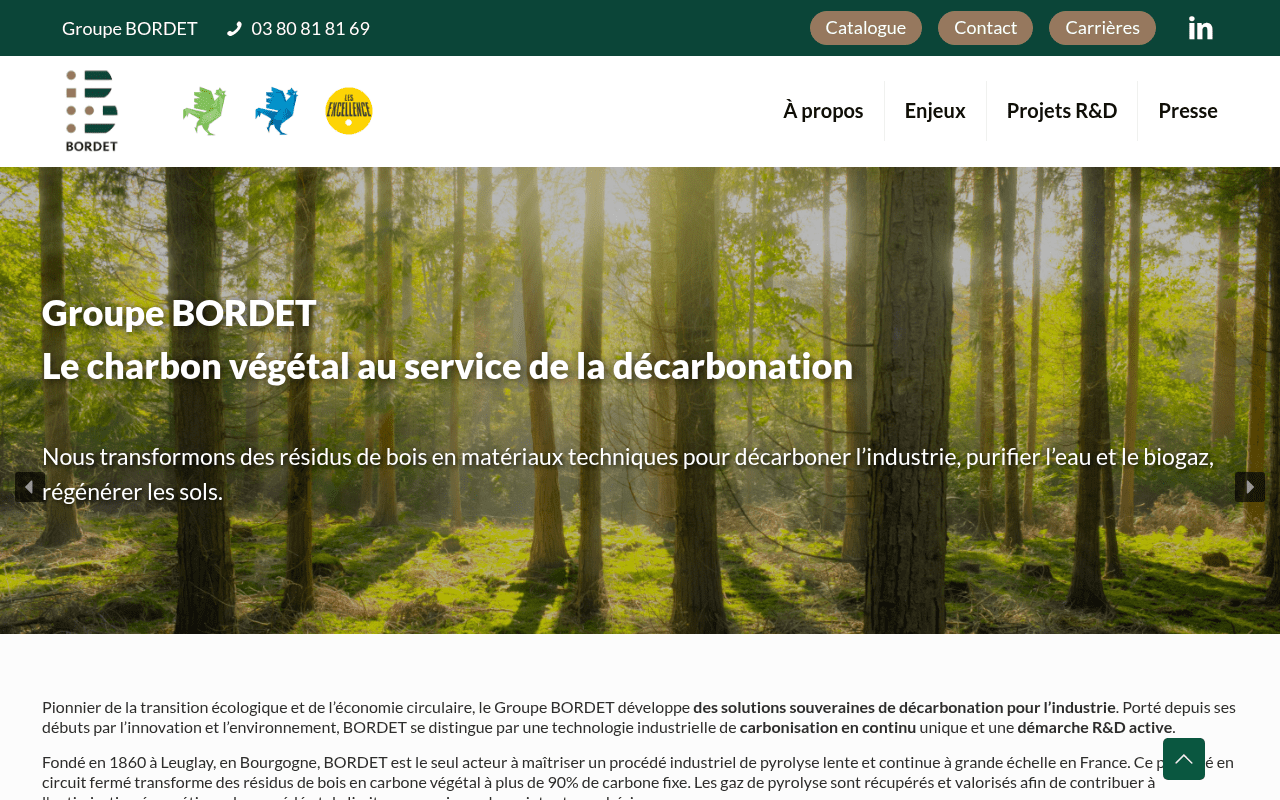 Groupe BORDET
03 80 81 81 69
Catalogue
Contact
Carrières
BORDET
LES EXCELLENCE
À propos
Enjeux
Projets R&D
Presse
Groupe BORDET
Le charbon végétal au service de la décarbonation
Nous transformons des résidus de bois en matériaux techniques pour décarboner l’industrie, purifier l’eau et le biogaz,
régénérer les sols.
Pionnier de la transition écologique et de l’économie circulaire, le Groupe BORDET développe des solutions souveraines de décarbonation pour l’industrie. Porté depuis ses
débuts par l’innovation et l’environnement, BORDET se distingue par une technologie industrielle de carbonisation en continu unique et une démarche R&D active.
Fondé en 1860 à Leuglay, en Bourgogne, BORDET est le seul acteur à maîtriser un procédé industriel de pyrolyse lente et continue à grande échelle en France. Ce en
circuit fermé transforme des résidus de bois en carbone végétal à plus de 90% de carbone fixe. Les gaz de pyrolyse sont récupérés et valorisés afin de contribuer à